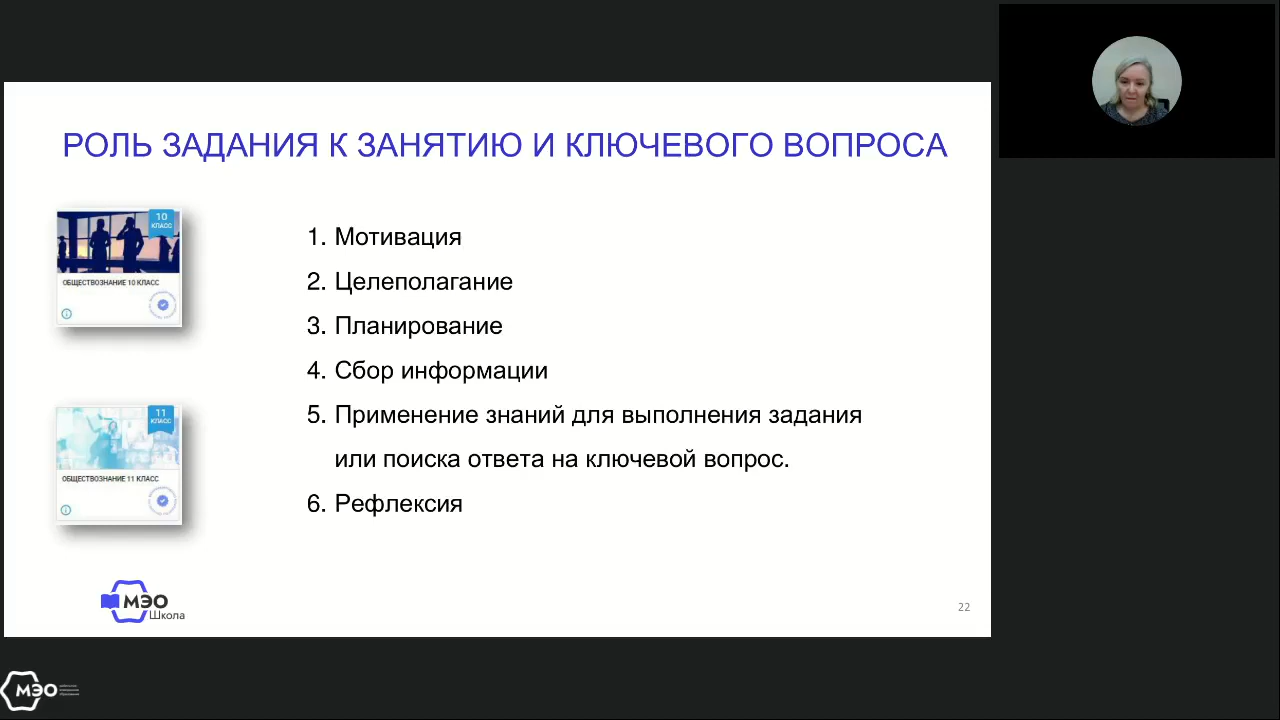 РОЛЬ ЗАДАНИЯ К ЗАНЯТИЮ И КЛЮЧЕВОГО ВОПРОСА
10
КЛАСС
ОБЩЕСТВОЗНАНИЕ 10 КЛАСС
1. Мотивация
2. Целеполагание
3. Планирование
4. Сбор информации
5. Применение знаний для выполнения задания
или поиска ответа на ключевой вопрос.
6. Рефлексия
11
КЛАСС
ОБЩЕСТВОЗНАНИЕ 11 КЛАСС
МЭО
Школа
22
МЭО